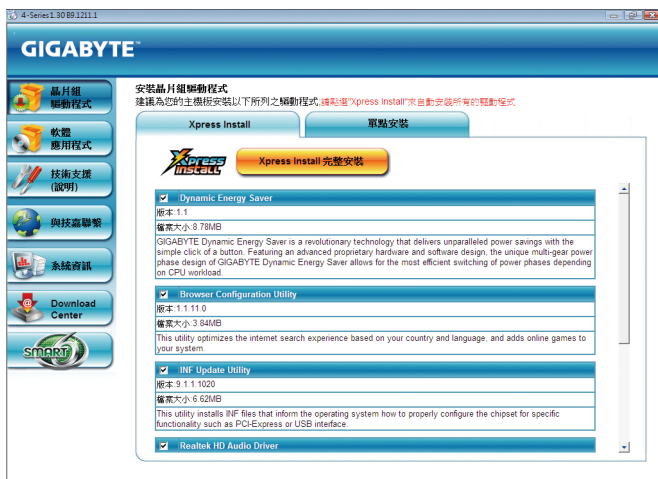 4-Series1.30 B9.1211.1
GIGABYTE™
晶片組
驅動程式
軟體
應用程式
技術支援
(說明)
與技嘉聯繫
系統資訊
Download
Center
SMART
安裝晶片組驅動程式
建議為您的主機板安裝以下所列之驅動程式,請點選"Xpress Install"來自動安裝所有的驅動程式
Xpress Install
單點安裝
Xpress
Install
Xpress Install 完整安裝
Dynamic Energy Saver
版本:1.1
檔案大小:8.78MB
GIGABYTE Dynamic Energy Saver is a revolutionary technology that delivers unparalleled power savings with the
simple click of a button. Featuring an advanced proprietary hardware and software design, the unique multi-gear power
phase design of GIGABYTE Dynamic Energy Saver allows for the most efficient switching of power phases depending
on CPU workload.
Browser Configuration Utility
版本:1.1.11.0
檔案大小:3.84MB
This utility optimizes the internet search experience based on your country and language, and adds online games to
your system.
INF Update Utility
版本:9.1.1.1020
檔案大小:6.62MB
This utility installs INF files that inform the operating system how to properly configure the chipset for specific
functionality such as PCI-Express or USB interface.
Realtek HD Audio Driver